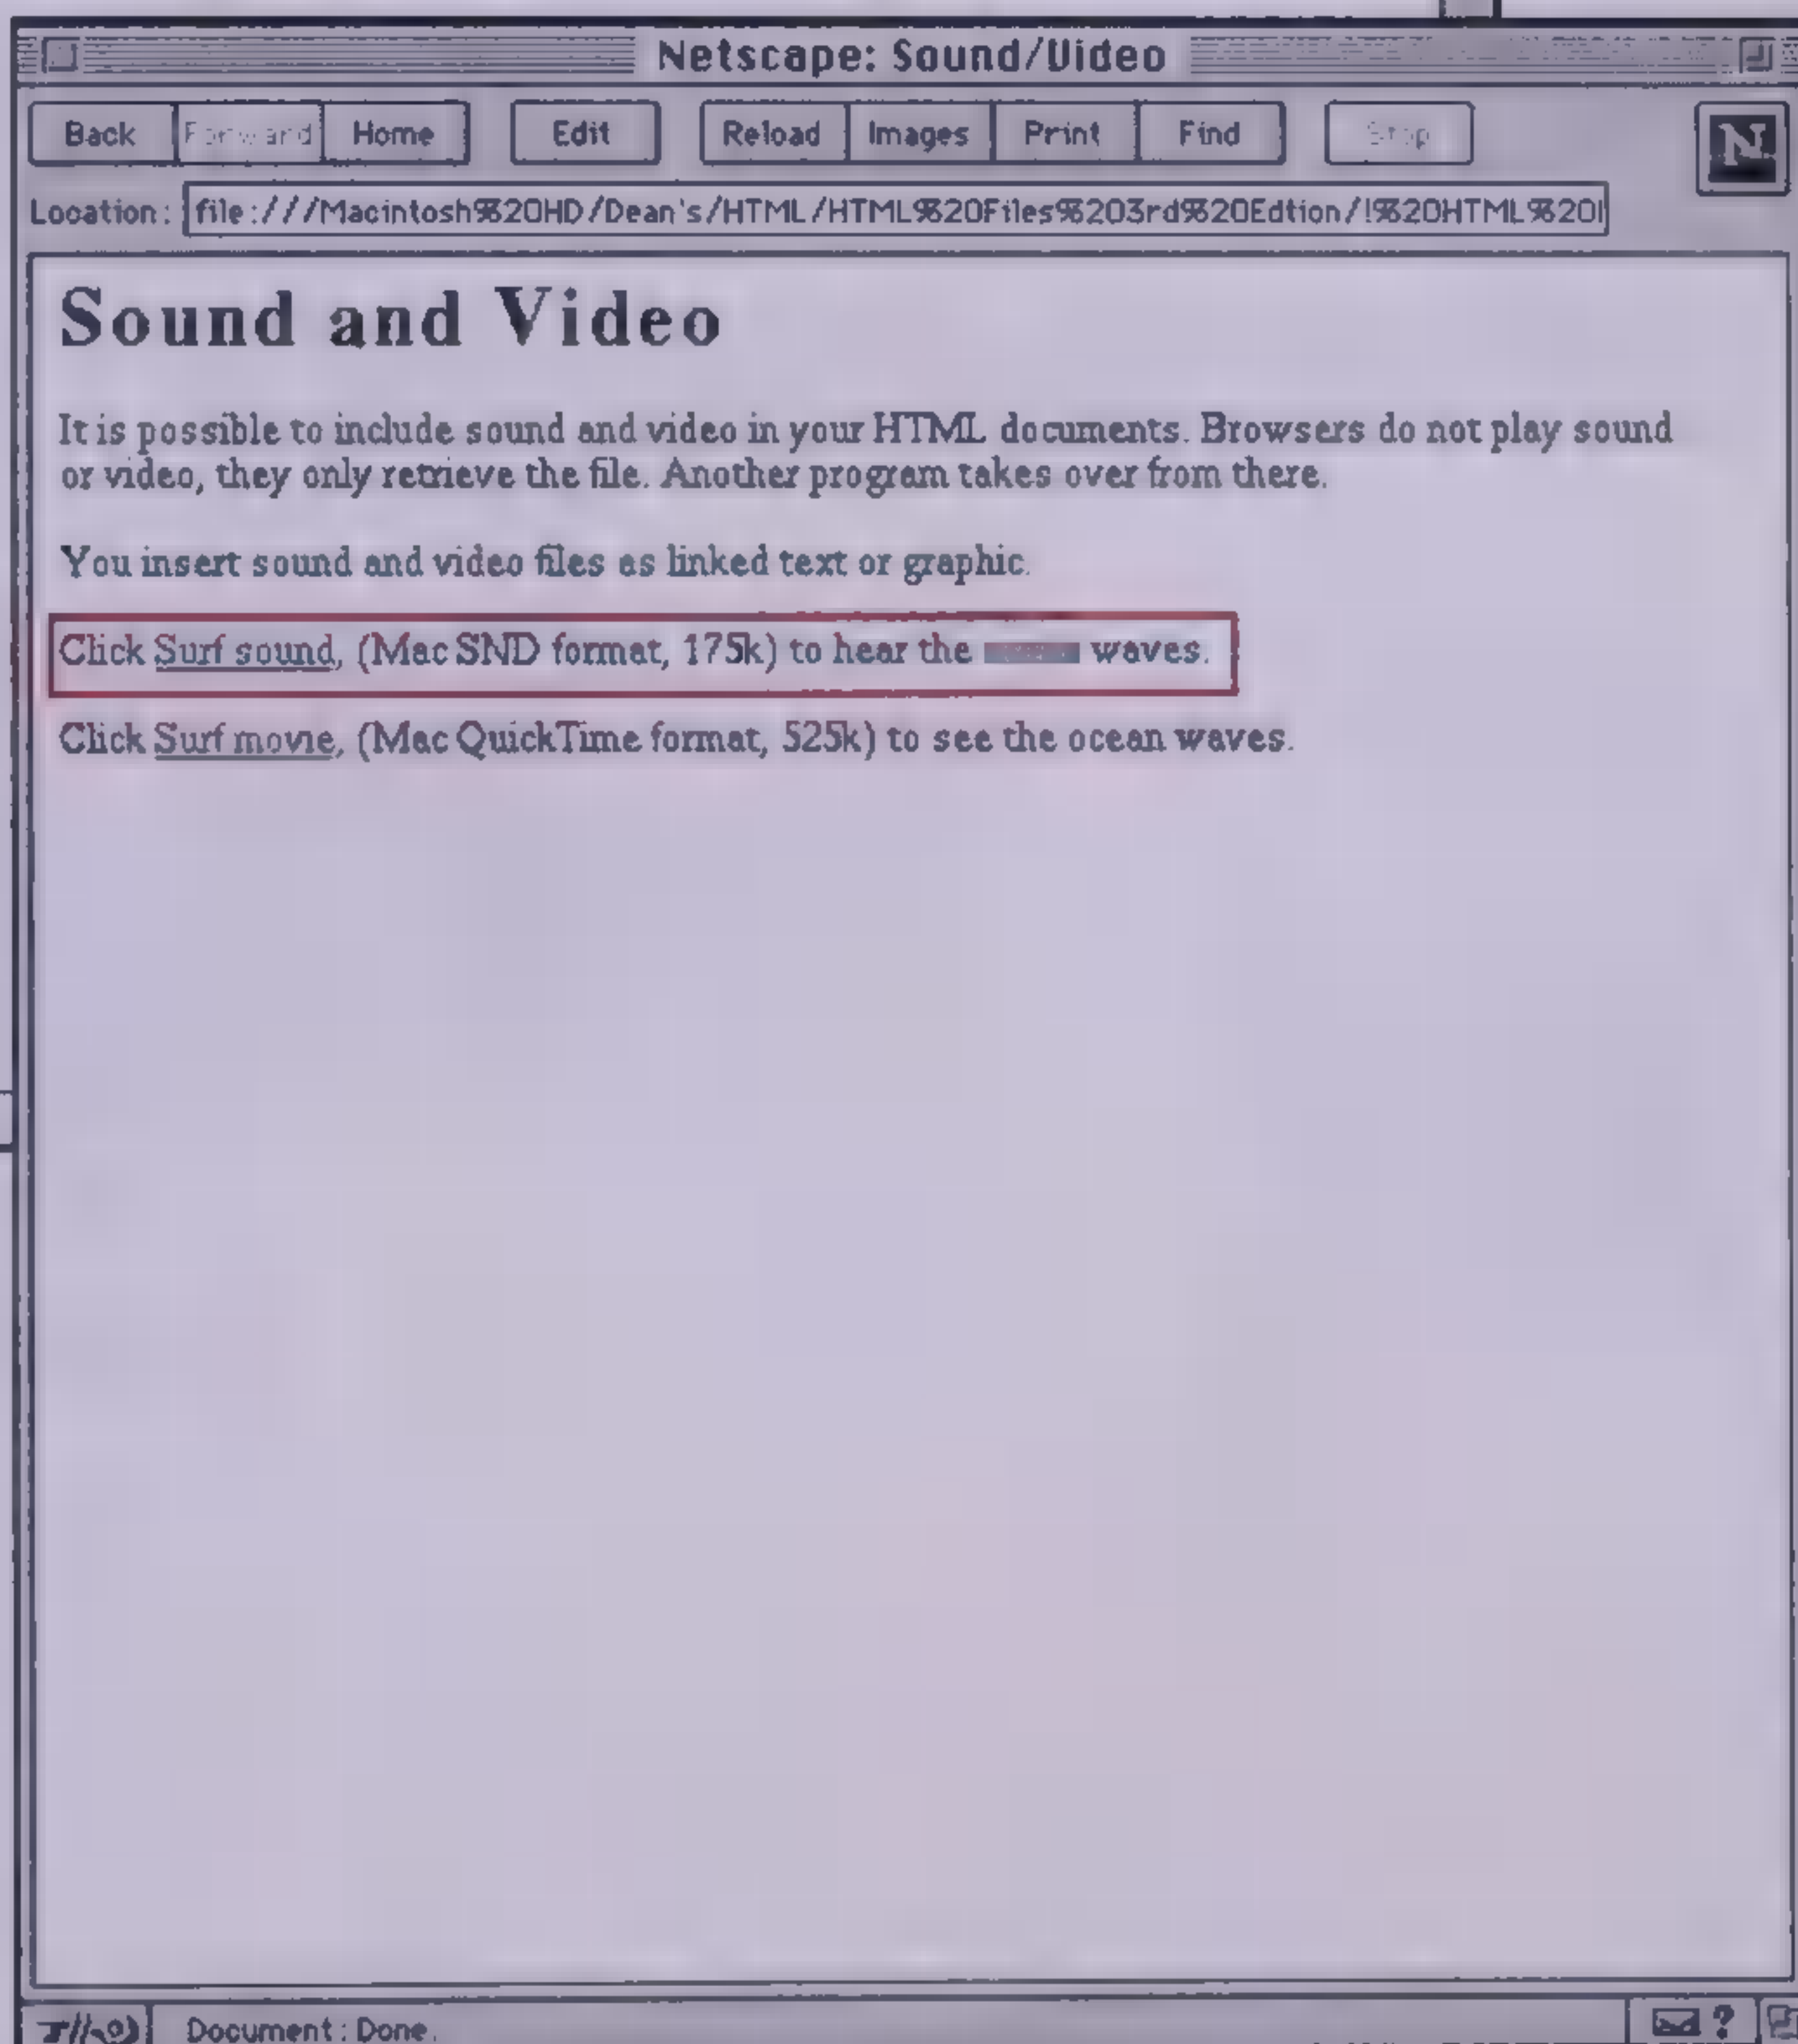 Netscape: Sound/Video
Back Forward Home Edit Reload Images Print Find Stop
N
Location: file:///Macintosh%20HD/Dean's/HTML/HTML%20Files%203rd%20Edtion/!%20HTML%20I
Sound and Video
It is possible to include sound and video in your HTML documents. Browsers do not play sound
or video, they only retrieve the file. Another program takes over from there.
You insert sound and video files as linked text or graphic.
Click Surf sound, (Mac SND format, 175k) to hear the waves.
Click Surf movie, (Mac QuickTime format, 525k) to see the ocean waves.
Document: Done.
?